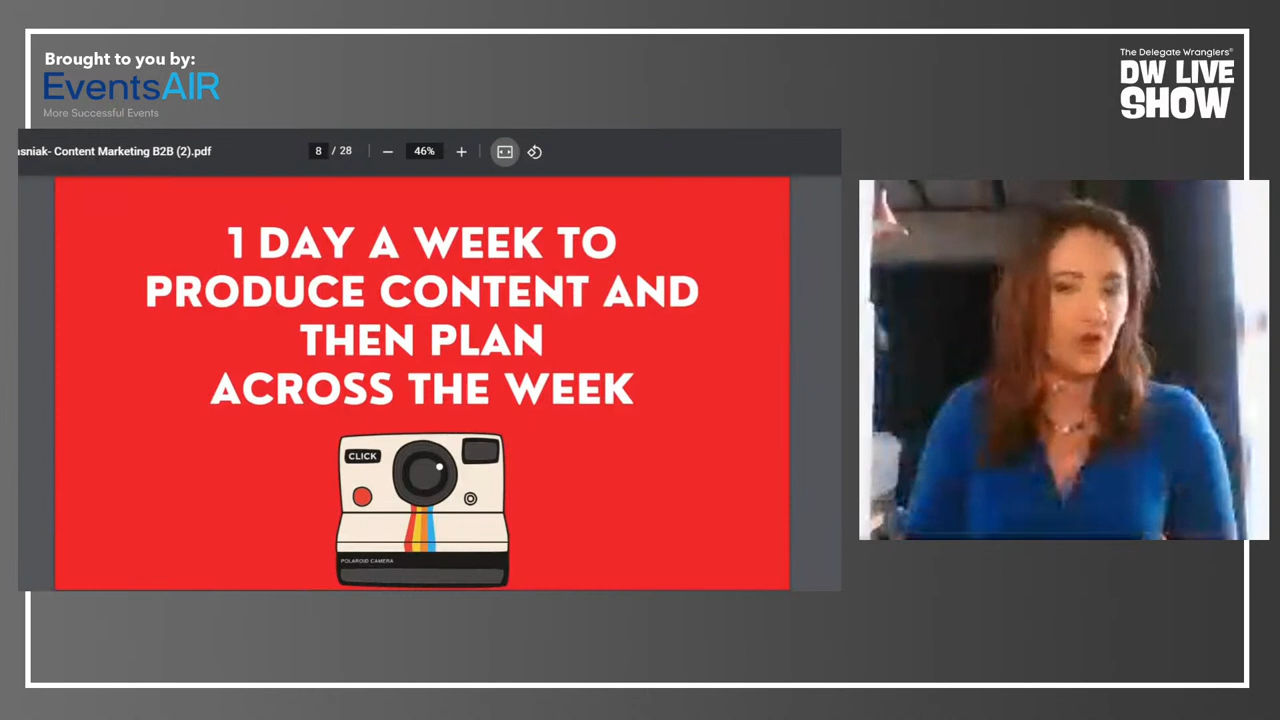 Brought to you by:
EventsAIR
More Successful Events
The Delegate Wranglers®
DW LIVE
SHOW
sniak- Content Marketing B2B (2).pdf
8 / 28
46%
1 DAY A WEEK TO
PRODUCE CONTENT AND
THEN PLAN
ACROSS THE WEEK
CLICK
POLAROID CAMERA